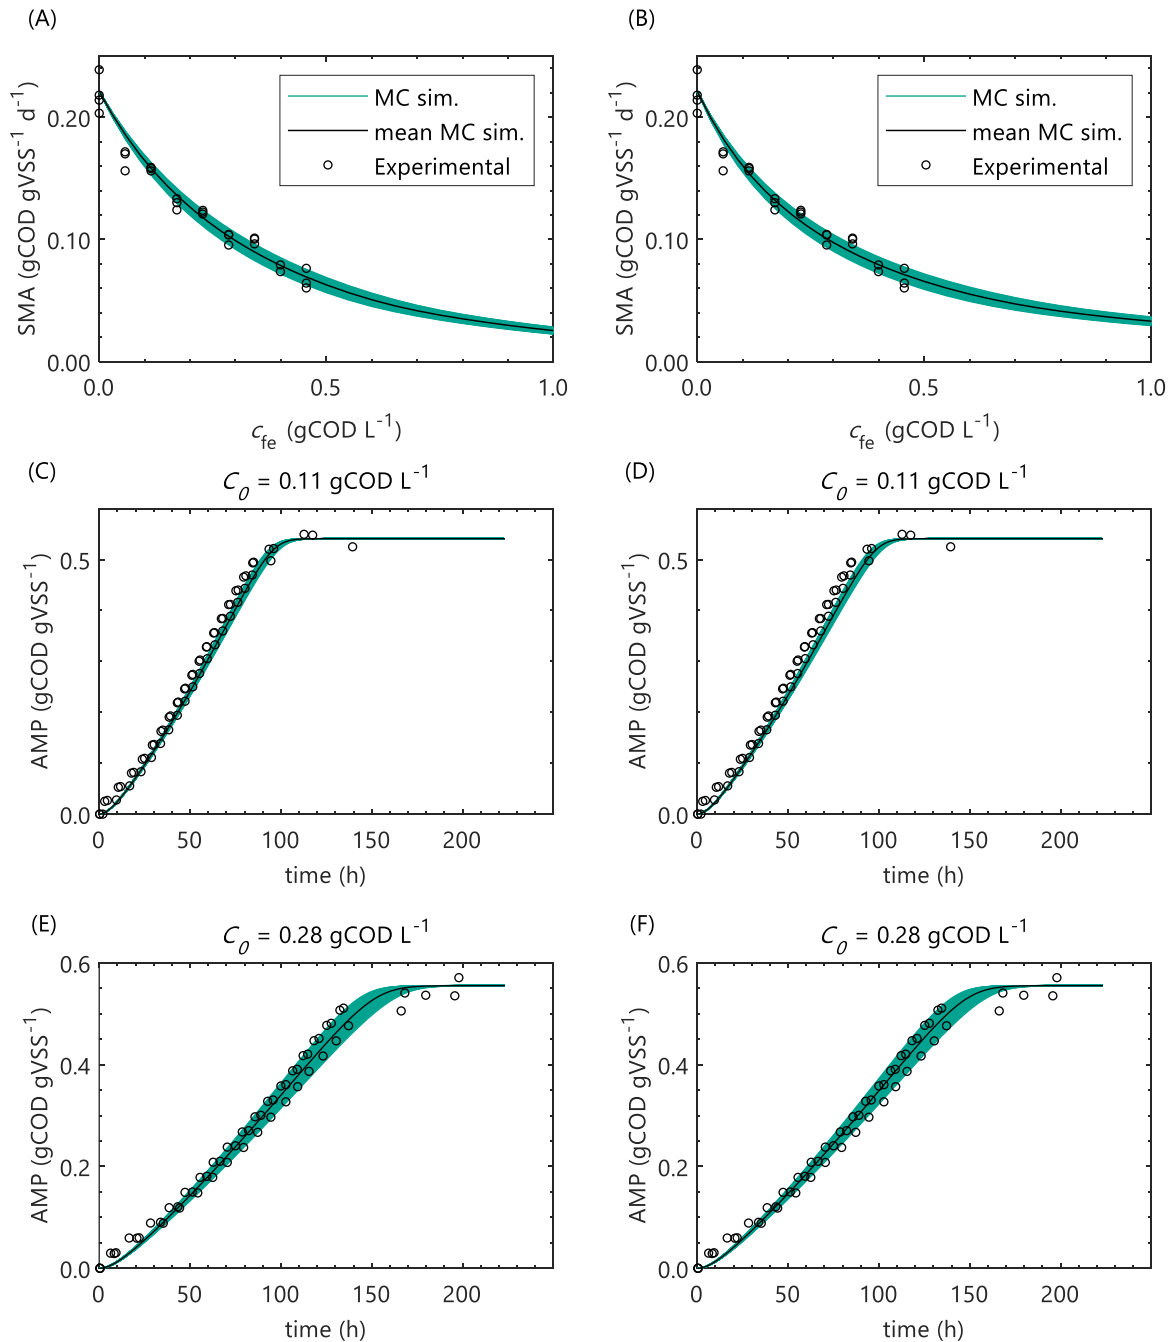 (A)
(B)
SMA (gCOD gVSS⁻¹ d⁻¹)
0.20
0.10
0.00
MC sim.
mean MC sim.
Experimental
0.0 0.5 1.0
c_fe (gCOD L⁻¹)
SMA (gCOD gVSS⁻¹ d⁻¹)
0.20
0.10
0.00
MC sim.
mean MC sim.
Experimental
0.0 0.5 1.0
c_fe (gCOD L⁻¹)
(C)
C₀ = 0.11 gCOD L⁻¹
AMP (gCOD gVSS⁻¹)
0.5
0.0
0 50 100 150 200
time (h)
(D)
C₀ = 0.11 gCOD L⁻¹
AMP (gCOD gVSS⁻¹)
0.5
0.0
0 50 100 150 200
time (h)
(E)
C₀ = 0.28 gCOD L⁻¹
AMP (gCOD gVSS⁻¹)
0.6
0.4
0.2
0.0
0 50 100 150 200
time (h)
(F)
C₀ = 0.28 gCOD L⁻¹
AMP (gCOD gVSS⁻¹)
0.6
0.4
0.2
0.0
0 50 100 150 200
time (h)